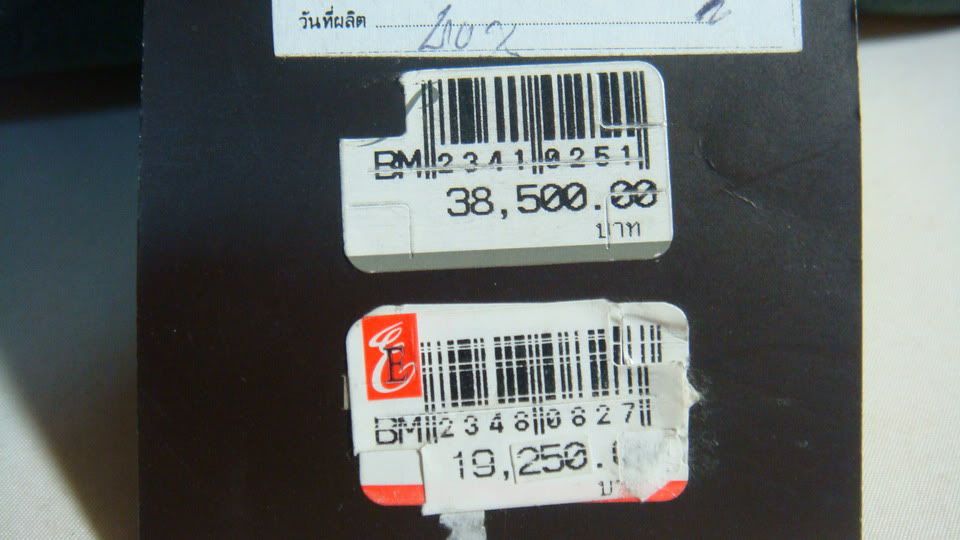 วันที่ผลิต
BM 2341 0251
38,500.00
บาท
E
BM 2348 0827
19,250.